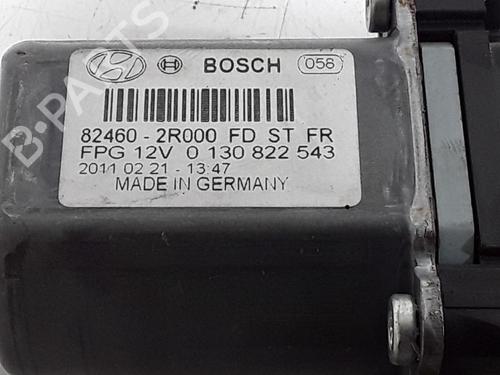 BOSCH 056
82460 - 2R000 FD ST FR
FPG 12V 0 130 822 543
2011 02 21 - 13:47
MADE IN GERMANY
B-PARTS